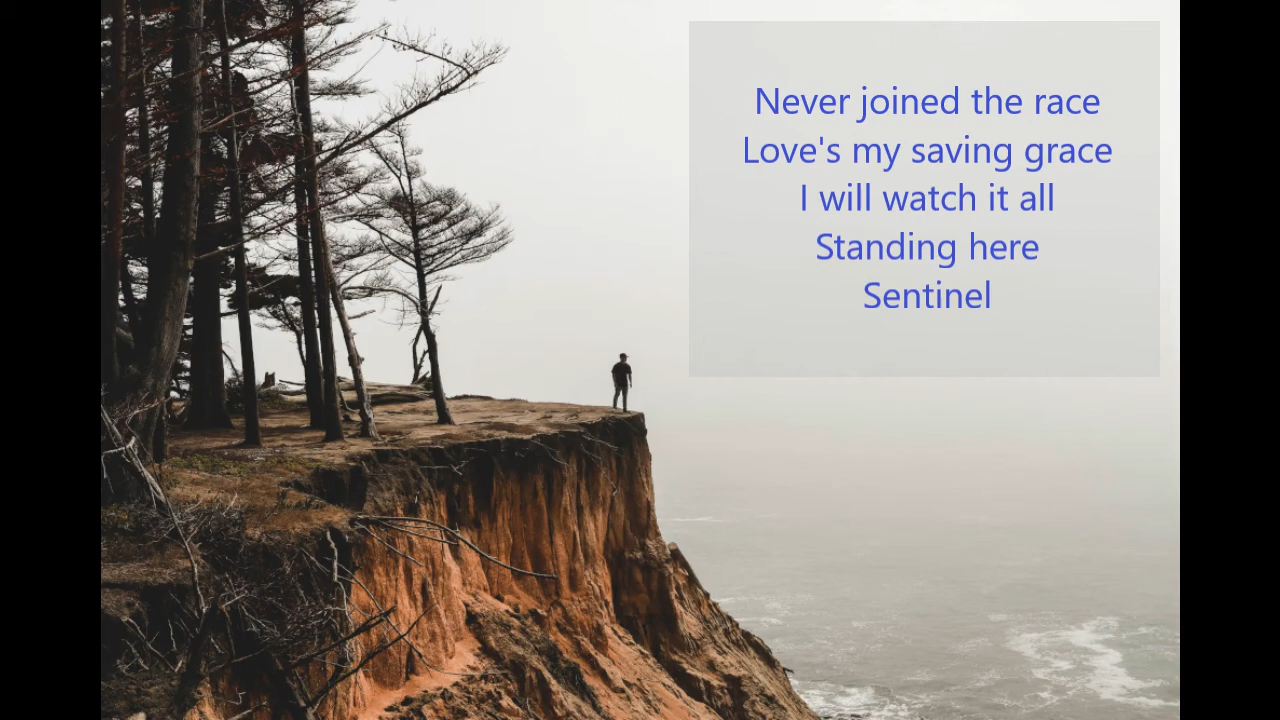 Never joined the race
Love's my saving grace
I will watch it all
Standing here
Sentinel